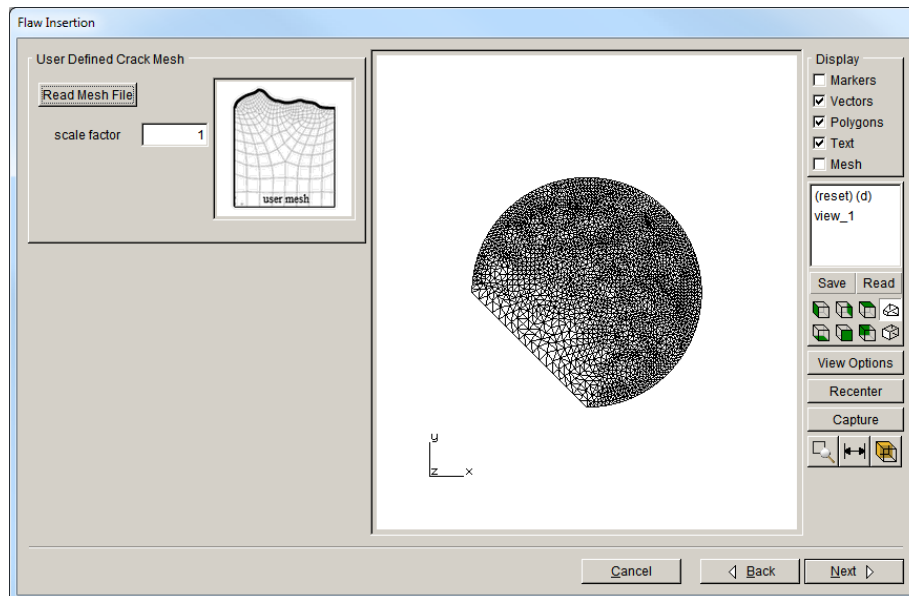 Flaw Insertion
User Defined Crack Mesh
Read Mesh File
scale factor
1
user mesh
y
z
x
Display
Markers
Vectors
Polygons
Text
Mesh
(reset) (d)
view_1
Save
Read
View Options
Recenter
Capture
Cancel
Back
Next